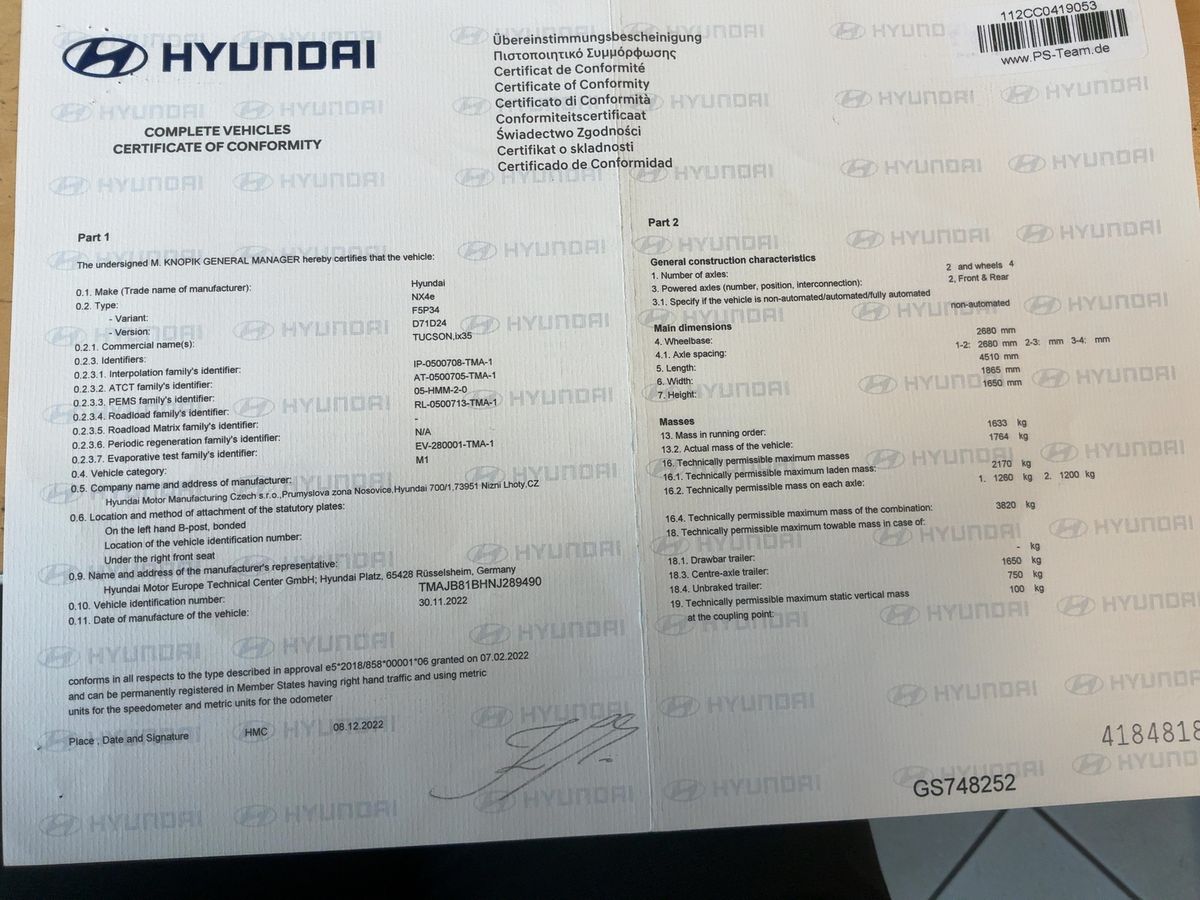 HYUNDAI
COMPLETE VEHICLES
CERTIFICATE OF CONFORMITY
Übereinstimmungsbescheinigung
Πιστοποιητικό Συμμόρφωσης
Certificat de Conformité
Certificate of Conformity
Certificato di Conformità
Conformiteitscertificaat
Świadectwo Zgodności
Certifikat o skladnosti
Certificado de Conformidad
112CC0419053
www.PS-Team.de
Part 1
The undersigned M. KNOPIK GENERAL MANAGER hereby certifies that the vehicle:
0.1. Make (Trade name of manufacturer): Hyundai
0.2. Type: NX4e
- Variant: F5P34
- Version: D71D24
0.2.1. Commercial name(s): TUCSON,ix35
0.2.3. Identifiers:
0.2.3.1. Interpolation family's identifier: IP-0500708-TMA-1
0.2.3.2. ATCT family's identifier: AT-0500705-TMA-1
0.2.3.3. PEMS family's identifier: 05-HMM-2-0
0.2.3.4. Roadload family's identifier: RL-0500713-TMA-1
0.2.3.5. Roadload Matrix family's identifier: -
0.2.3.6. Periodic regeneration family's identifier: N/A
0.2.3.7. Evaporative test family's identifier: EV-280001-TMA-1
0.4. Vehicle category: M1
0.5. Company name and address of manufacturer:
Hyundai Motor Manufacturing Czech s.r.o.,Prumyslova zona Nosovice,Hyundai 700/1,73951 Nizni Lhoty,CZ
0.6. Location and method of attachment of the statutory plates:
On the left hand B-post, bonded
Location of the vehicle identification number:
Under the right front seat
0.9. Name and address of the manufacturer's representative:
Hyundai Motor Europe Technical Center GmbH; Hyundai Platz, 65428 Rüsselsheim, Germany
0.10. Vehicle identification number: TMAJB81BHNJ289490
0.11. Date of manufacture of the vehicle: 30.11.2022
conforms in all respects to the type described in approval e5*2018/858*00001*06 granted on 07.02.2022
and can be permanently registered in Member States having right hand traffic and using metric
units for the speedometer and metric units for the odometer
Place , Date and Signature HMC 08.12.2022
Part 2
General construction characteristics
1. Number of axles: 2 and wheels 4
3. Powered axles (number, position, interconnection): 2, Front & Rear
3.1. Specify if the vehicle is non-automated/automated/fully automated non-automated
Main dimensions
4. Wheelbase: 2680 mm
4.1. Axle spacing: 1-2: 2680 mm 2-3: mm 3-4: mm
5. Length: 4510 mm
6. Width: 1865 mm
7. Height: 1650 mm
Masses
13. Mass in running order: 1633 kg
13.2. Actual mass of the vehicle: 1764 kg
16. Technically permissible maximum masses
16.1. Technically permissible maximum laden mass: 2170 kg
16.2. Technically permissible mass on each axle: 1. 1260 kg 2. 1200 kg
16.4. Technically permissible maximum mass of the combination: 3820 kg
18. Technically permissible maximum towable mass in case of:
18.1. Drawbar trailer: - kg
18.3. Centre-axle trailer: 1650 kg
18.4. Unbraked trailer: 750 kg
19. Technically permissible maximum static vertical mass 100 kg
at the coupling point:
4184818
GS748252